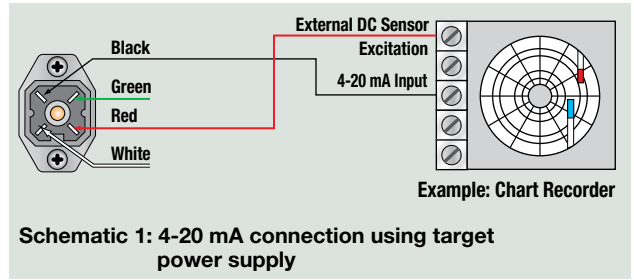 External DC Sensor
Excitation
Black
4-20 mA Input
Green
Red
White
Example: Chart Recorder
Schematic 1: 4-20 mA connection using target
power supply